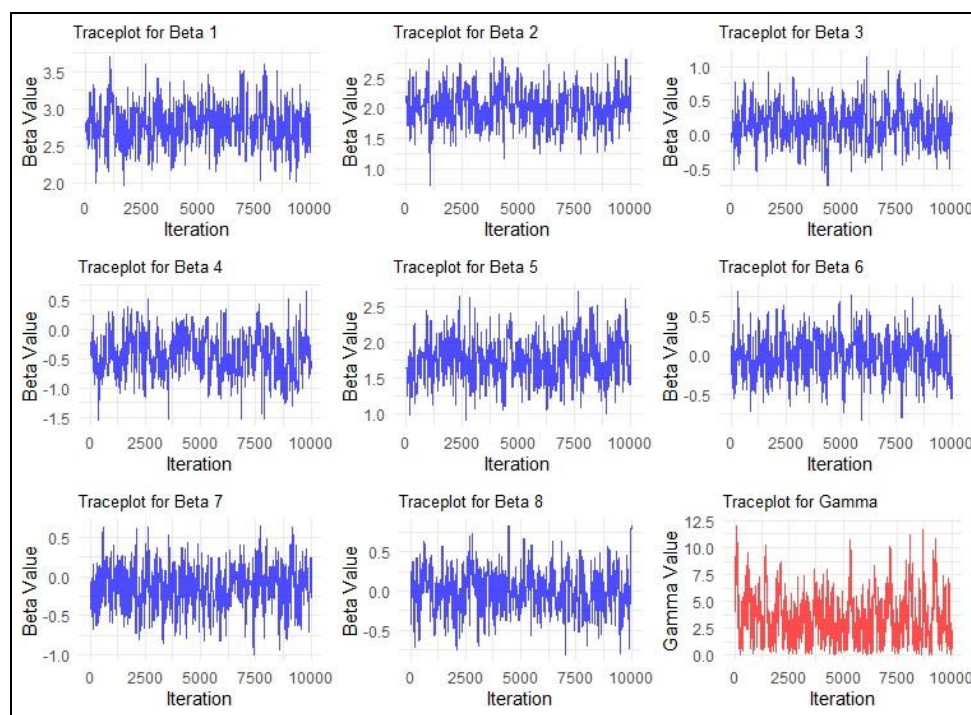 Traceplot for Beta 1 Traceplot for Beta 2 Traceplot for Beta 3
Beta Value 3.5 3.0 2.5 2.0 Beta Value 2.5 2.0 1.5 1.0 Beta Value 1.0 0.5 0.0 -0.5
0 2500 5000 7500 10000 0 2500 5000 7500 10000 0 2500 5000 7500 10000
Iteration Iteration Iteration
Traceplot for Beta 4 Traceplot for Beta 5 Traceplot for Beta 6
Beta Value 0.5 0.0 -0.5 -1.0 -1.5 Beta Value 2.5 2.0 1.5 1.0 Beta Value 0.5 0.0 -0.5
0 2500 5000 7500 10000 0 2500 5000 7500 10000 0 2500 5000 7500 10000
Iteration Iteration Iteration
Traceplot for Beta 7 Traceplot for Beta 8 Traceplot for Gamma
Beta Value 0.5 0.0 -0.5 -1.0 Beta Value 0.5 0.0 -0.5 Gamma Value 12.5 10.0 7.5 5.0 2.5 0.0
0 2500 5000 7500 10000 0 2500 5000 7500 10000 0 2500 5000 7500 10000
Iteration Iteration Iteration